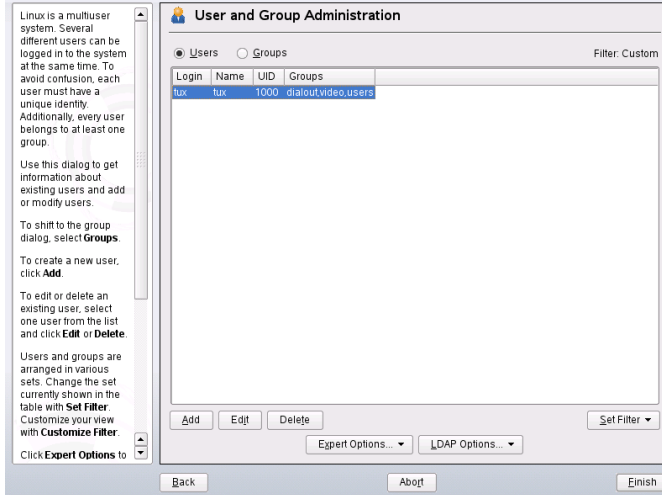 Linux is a multiuser
system. Several
different users can be
logged in to the system
at the same time. To
avoid confusion, each
user must have a
unique identity.
Additionally, every user
belongs to at least one
group.
Use this dialog to get
information about
existing users and add
or modify users.
To shift to the group
dialog, select Groups.
To create a new user,
click Add.
To edit or delete an
existing user, select
one user from the list
and click Edit or Delete.
Users and groups are
arranged in various
sets. Change the set
currently shown in the
table with Set Filter.
Customize your view
with Customize Filter.
Click Expert Options to
User and Group Administration
Users Groups Filter: Custom
Login Name UID Groups
tux tux 1000 dialout,video,users
Add Edit Delete Set Filter
Expert Options... LDAP Options...
Back Abort Finish